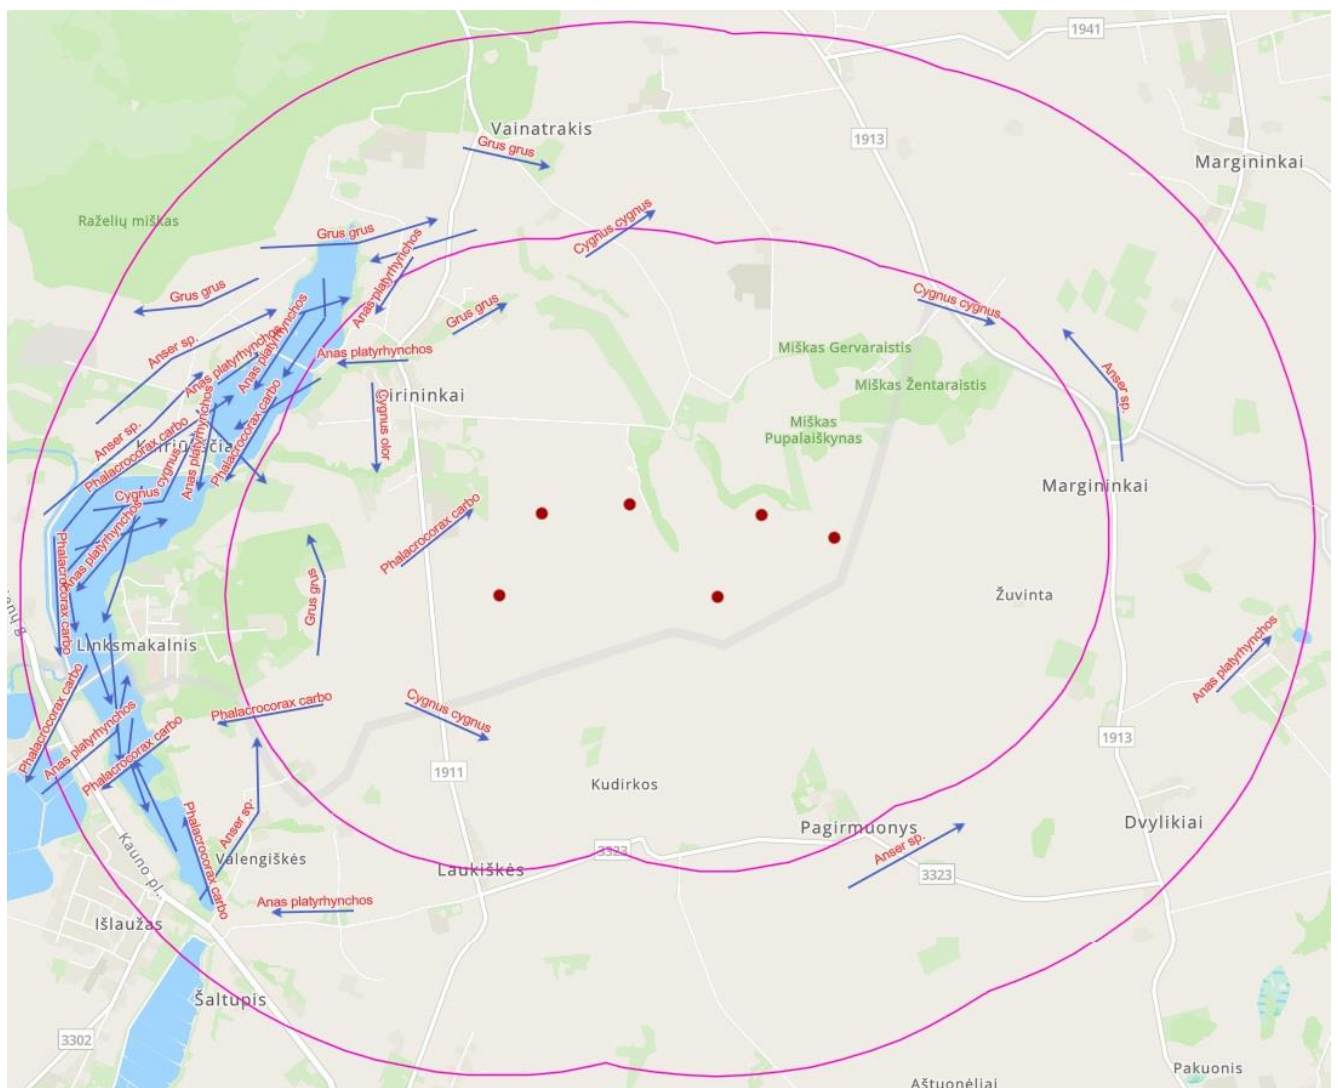 1941
Vainatrakis
1913
Grus grus
Margininkai
Raželių miškas
Grus grus
Cygnus cygnus
Anas platyrhynchos
Grus grus
Cygnus cygnus
Grus grus
Anser sp.
Anas platyrhynchos
Anas platyrhynchos
Anas platyrhynchos
Miškas Gervaraistis
Miškas Žentaraistis
Anser sp.
Cygnus olor
Miškas
Pupalaiškynas
Anser sp.
Phalacrocorax carbo
Anas platyrhynchos
Phalacrocorax carbo
Cygnus cygnus
Margininkai
Phalacrocorax carbo
Anas platyrhynchos
Phalacrocorax carbo
Grus grus
Žuvinta
Linksmakalnis
Anas platyrhynchos
Phalacrocorax carbo
Phalacrocorax carbo
Cygnus cygnus
Anas platyrhynchos
Phalacrocorax carbo
1913
1911
Kudirkos
Phalacrocorax carbo
Anser sp.
Pagirmuonys
Dvylikiai
Kauno pl.
Valengiškės
3323
Anser sp.
Laukiškės
3323
Anas platyrhynchos
Išlaužas
Šaltupis
3302
Pakuonis
Aštuonėliai